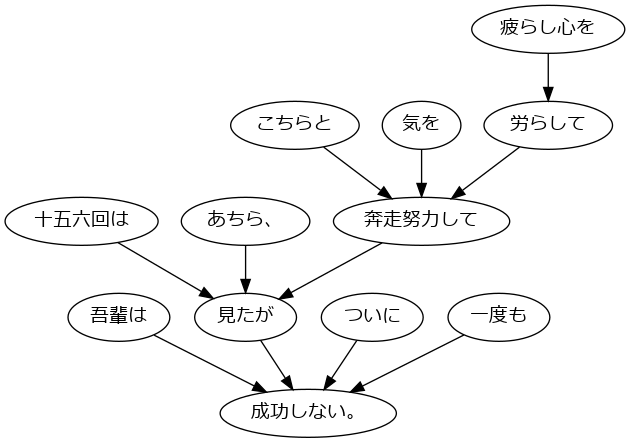 疲らし心を
こちらと
気を
労らして
十五六回は
あちら、
奔走努力して
吾輩は
見たが
ついに
一度も
成功しない。